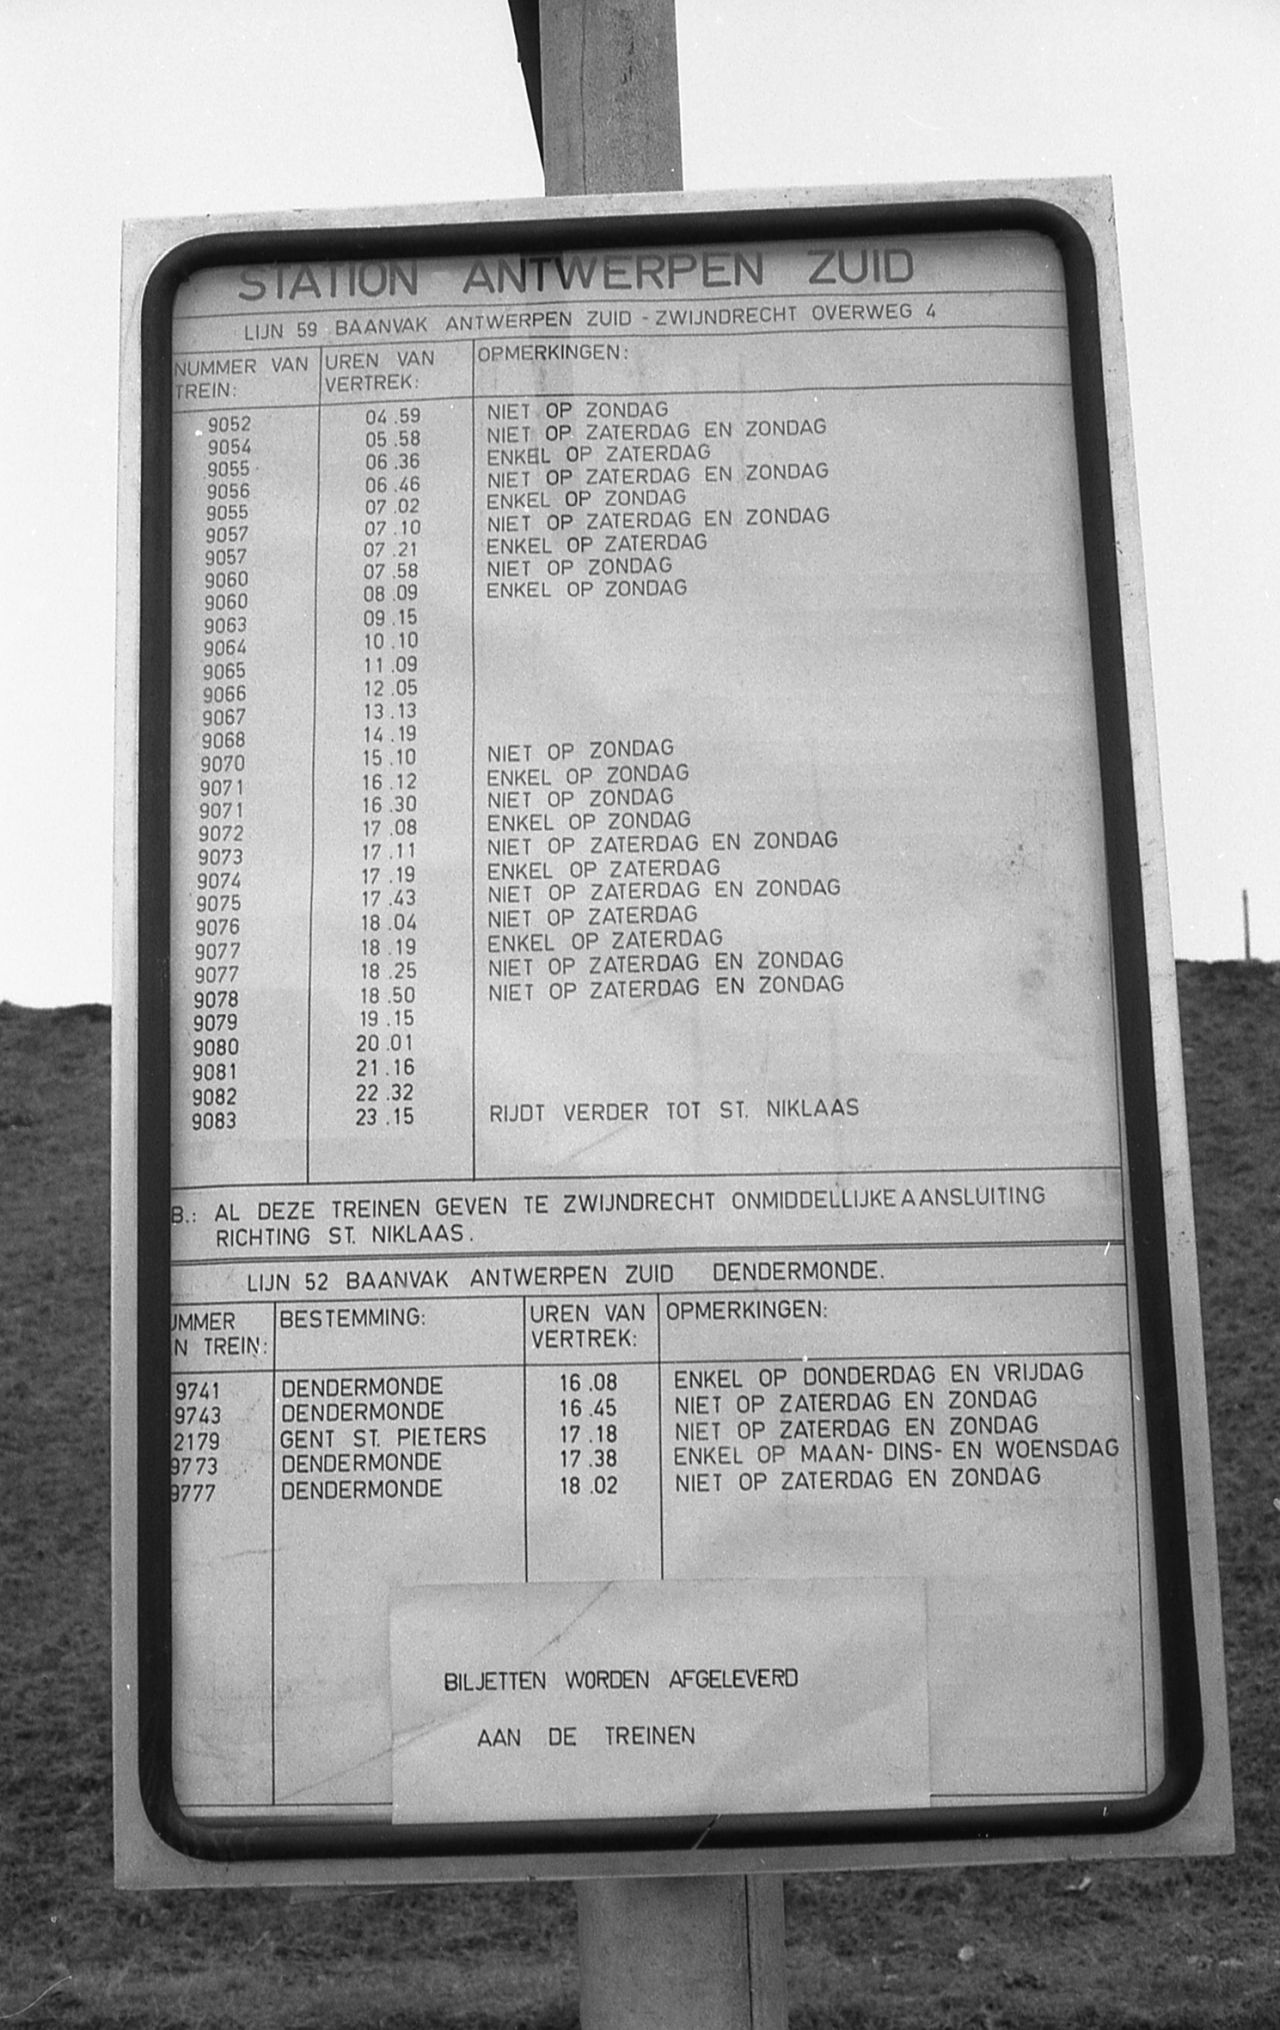 STATION ANTWERPEN ZUID
LIJN 59 BAANVAK ANTWERPEN ZUID - ZWIJNDRECHT OVERWEG 4
NUMMER VAN TREIN: UREN VAN VERTREK: OPMERKINGEN:
9052 04.59 NIET OP ZONDAG
9054 05.58 NIET OP ZATERDAG EN ZONDAG
9055 06.36 ENKEL OP ZATERDAG
9056 06.46 NIET OP ZATERDAG EN ZONDAG
9055 07.02 ENKEL OP ZONDAG
9057 07.10 NIET OP ZATERDAG EN ZONDAG
9057 07.21 ENKEL OP ZATERDAG
9060 07.58 NIET OP ZONDAG
9060 08.09 ENKEL OP ZONDAG
9063 09.15
9064 10.10
9065 11.09
9066 12.05
9067 13.13
9068 14.19
9070 15.10 NIET OP ZONDAG
9071 16.12 ENKEL OP ZONDAG
9071 16.30 NIET OP ZONDAG
9072 17.08 ENKEL OP ZONDAG
9073 17.11 NIET OP ZATERDAG EN ZONDAG
9074 17.19 ENKEL OP ZATERDAG
9075 17.43 NIET OP ZATERDAG EN ZONDAG
9076 18.04 NIET OP ZATERDAG
9077 18.19 ENKEL OP ZATERDAG
9077 18.25 NIET OP ZATERDAG EN ZONDAG
9078 18.50 NIET OP ZATERDAG EN ZONDAG
9079 19.15
9080 20.01
9081 21.16
9082 22.32
9083 23.15 RIJDT VERDER TOT ST. NIKLAAS
B.: AL DEZE TREINEN GEVEN TE ZWIJNDRECHT ONMIDDELLIJKE AANSLUITING
RICHTING ST. NIKLAAS.
LIJN 52 BAANVAK ANTWERPEN ZUID DENDERMONDE.
UMMER N TREIN: BESTEMMING: UREN VAN VERTREK: OPMERKINGEN:
9741 DENDERMONDE 16.08 ENKEL OP DONDERDAG EN VRIJDAG
9743 DENDERMONDE 16.45 NIET OP ZATERDAG EN ZONDAG
2179 GENT ST. PIETERS 17.18 NIET OP ZATERDAG EN ZONDAG
9773 DENDERMONDE 17.38 ENKEL OP MAAN- DINS- EN WOENSDAG
9777 DENDERMONDE 18.02 NIET OP ZATERDAG EN ZONDAG
BILJETTEN WORDEN AFGELEVERD
AAN DE TREINEN